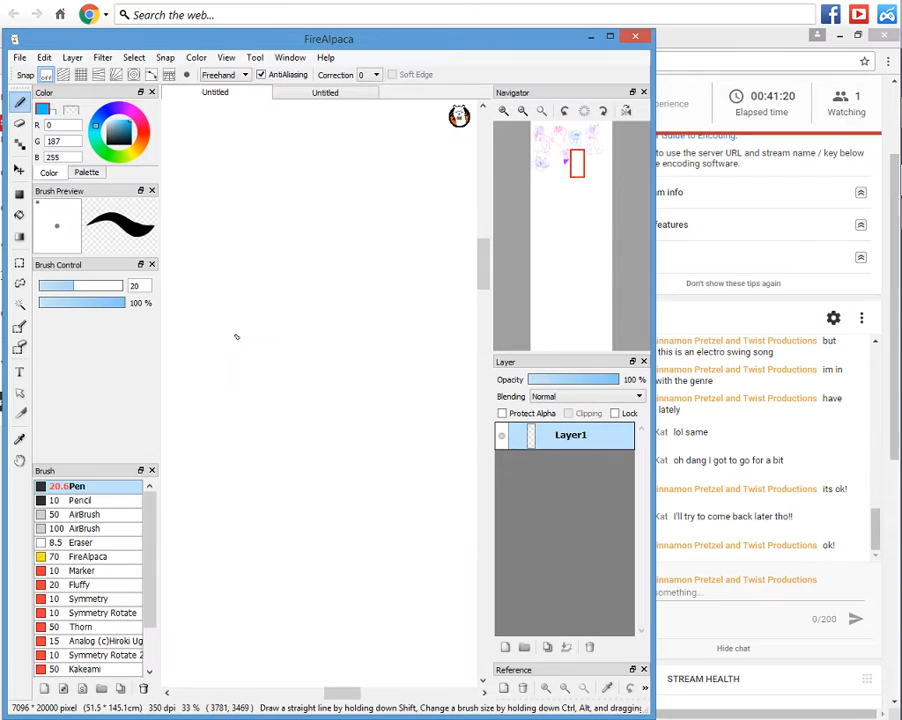 Search the web...
FireAlpaca
File Edit Layer Filter Select Snap Color View Tool Window Help
Snap off Freehand AntiAliasing Correction 0 Soft Edge
Color
Untitled Untitled
Navigator
R 0
G 187
B 255
Color Palette
Brush Preview
Brush Control
20
100 %
Layer
Opacity 100 %
Blending Normal
Protect Alpha Clipping Lock
Layer1
Brush
20.6 Pen
10 Pencil
50 AirBrush
100 AirBrush
8.5 Eraser
70 FireAlpaca
10 Marker
20 Fluffy
10 Symmetry
10 Symmetry Rotate
50 Thorn
15 Analog (c)Hiroki Ug
10 Symmetry Rotate 2
50 Kakeami
Reference
7096 * 20000 pixel (51.5 * 145.1cm) 350 dpi 33 % ( 3781, 3469 ) Draw a straight line by holding down Shift, Change a brush size by holding down Ctrl, Alt, and dragging
perience
00:41:20
Elapsed time
1
Watching
r Guide to Encoding.
to use the server URL and stream name / key below
e encoding software.
am info
features
Don't show these tips again
innamon Pretzel and Twist Productions but
this is an electro swing song
innamon Pretzel and Twist Productions im in
with the genre
innamon Pretzel and Twist Productions have
lately
Kat lol same
Kat oh dang I got to go for a bit
innamon Pretzel and Twist Productions its ok!
Kat I'll try to come back later tho!!
innamon Pretzel and Twist Productions ok!
innamon Pretzel and Twist Productions
something...
0/200
Hide chat
STREAM HEALTH